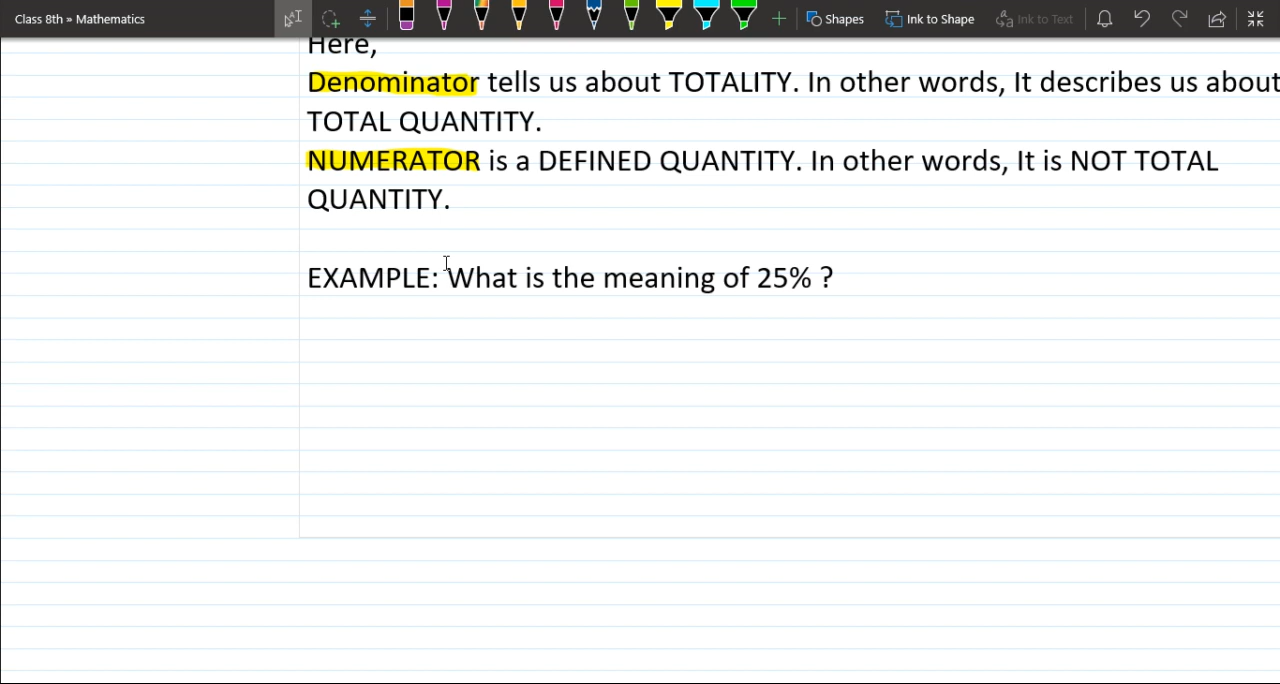 Class 8th » Mathematics
Shapes
Ink to Shape
Ink to Text
Here,
Denominator tells us about TOTALITY. In other words, It describes us about
TOTAL QUANTITY.
NUMERATOR is a DEFINED QUANTITY. In other words, It is NOT TOTAL
QUANTITY.
EXAMPLE: What is the meaning of 25% ?